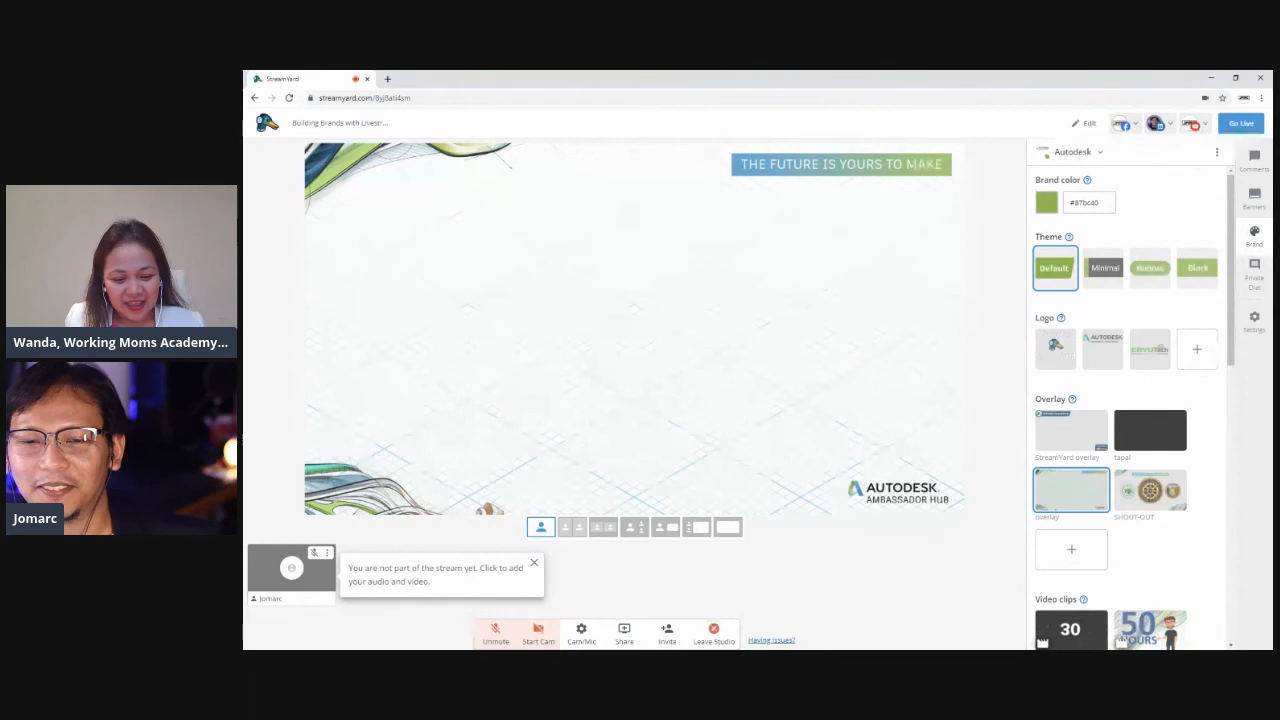 Wanda, Working Moms Academy...
Jomarc
StreamYard
streamyard.com/8yj8ati4sm
Building Brands with Livestr...
Edit
Go Live
THE FUTURE IS YOURS TO MAKE
AUTODESK
AMBASSADOR HUB
You are not part of the stream yet. Click to add
your audio and video.
Jomarc
Unmute
Start Cam
Cam/Mic
Share
Invite
Leave Studio
Having issues?
Autodesk
Brand color
#87bc40
Theme
Default
Minimal
Bubbles
Block
Logo
AUTODESK
Overlay
StreamYard overlay
tapal
overlay
SHOUT-OUT
Video clips
30
50
HOURS
Comments
Banners
Brand
Private
Chat
Settings